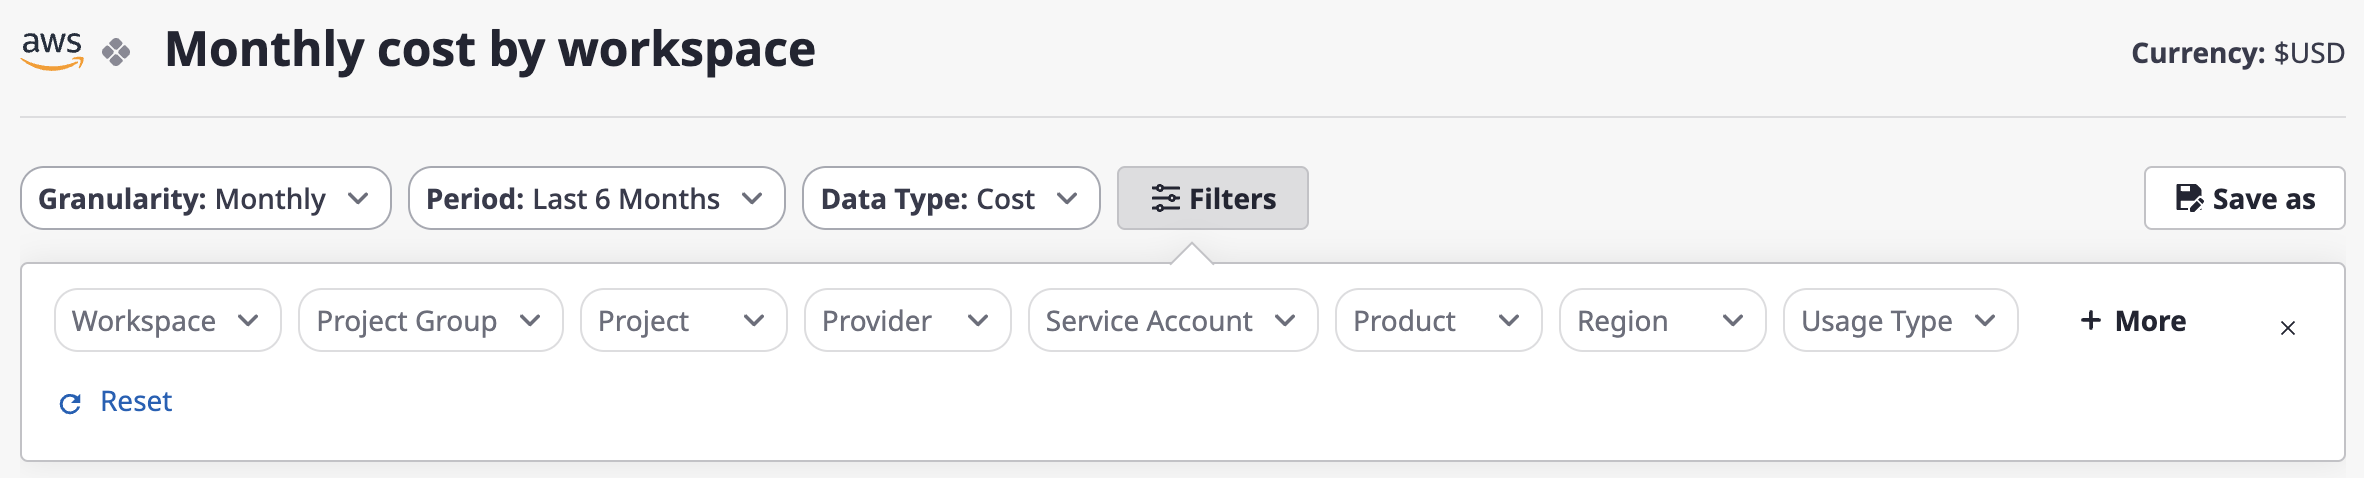 aws Monthly cost by workspace
Currency: $USD
Granularity: Monthly Period: Last 6 Months Data Type: Cost Filters Save as
Workspace Project Group Project Provider Service Account Product Region Usage Type + More
Reset